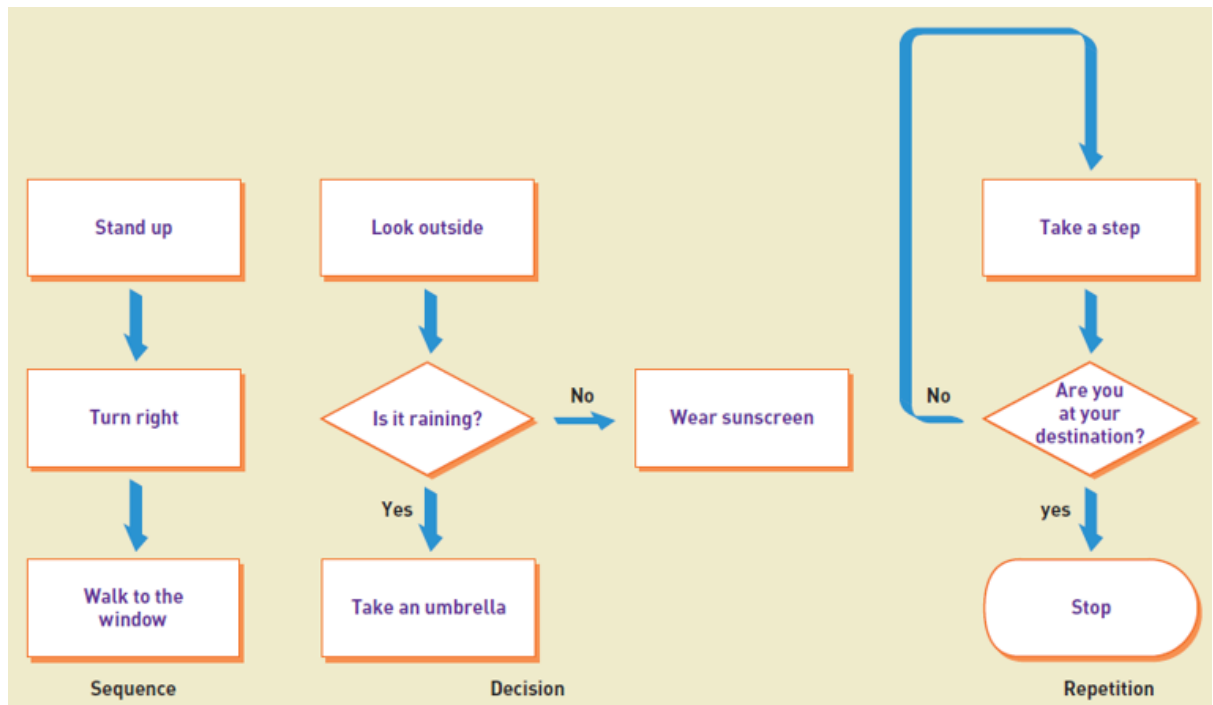 Stand up
Turn right
Walk to the
window
Sequence
Look outside
Is it raining?
No
Wear sunscreen
Yes
Take an umbrella
Decision
Take a step
Are you
at your
destination?
No
yes
Stop
Repetition